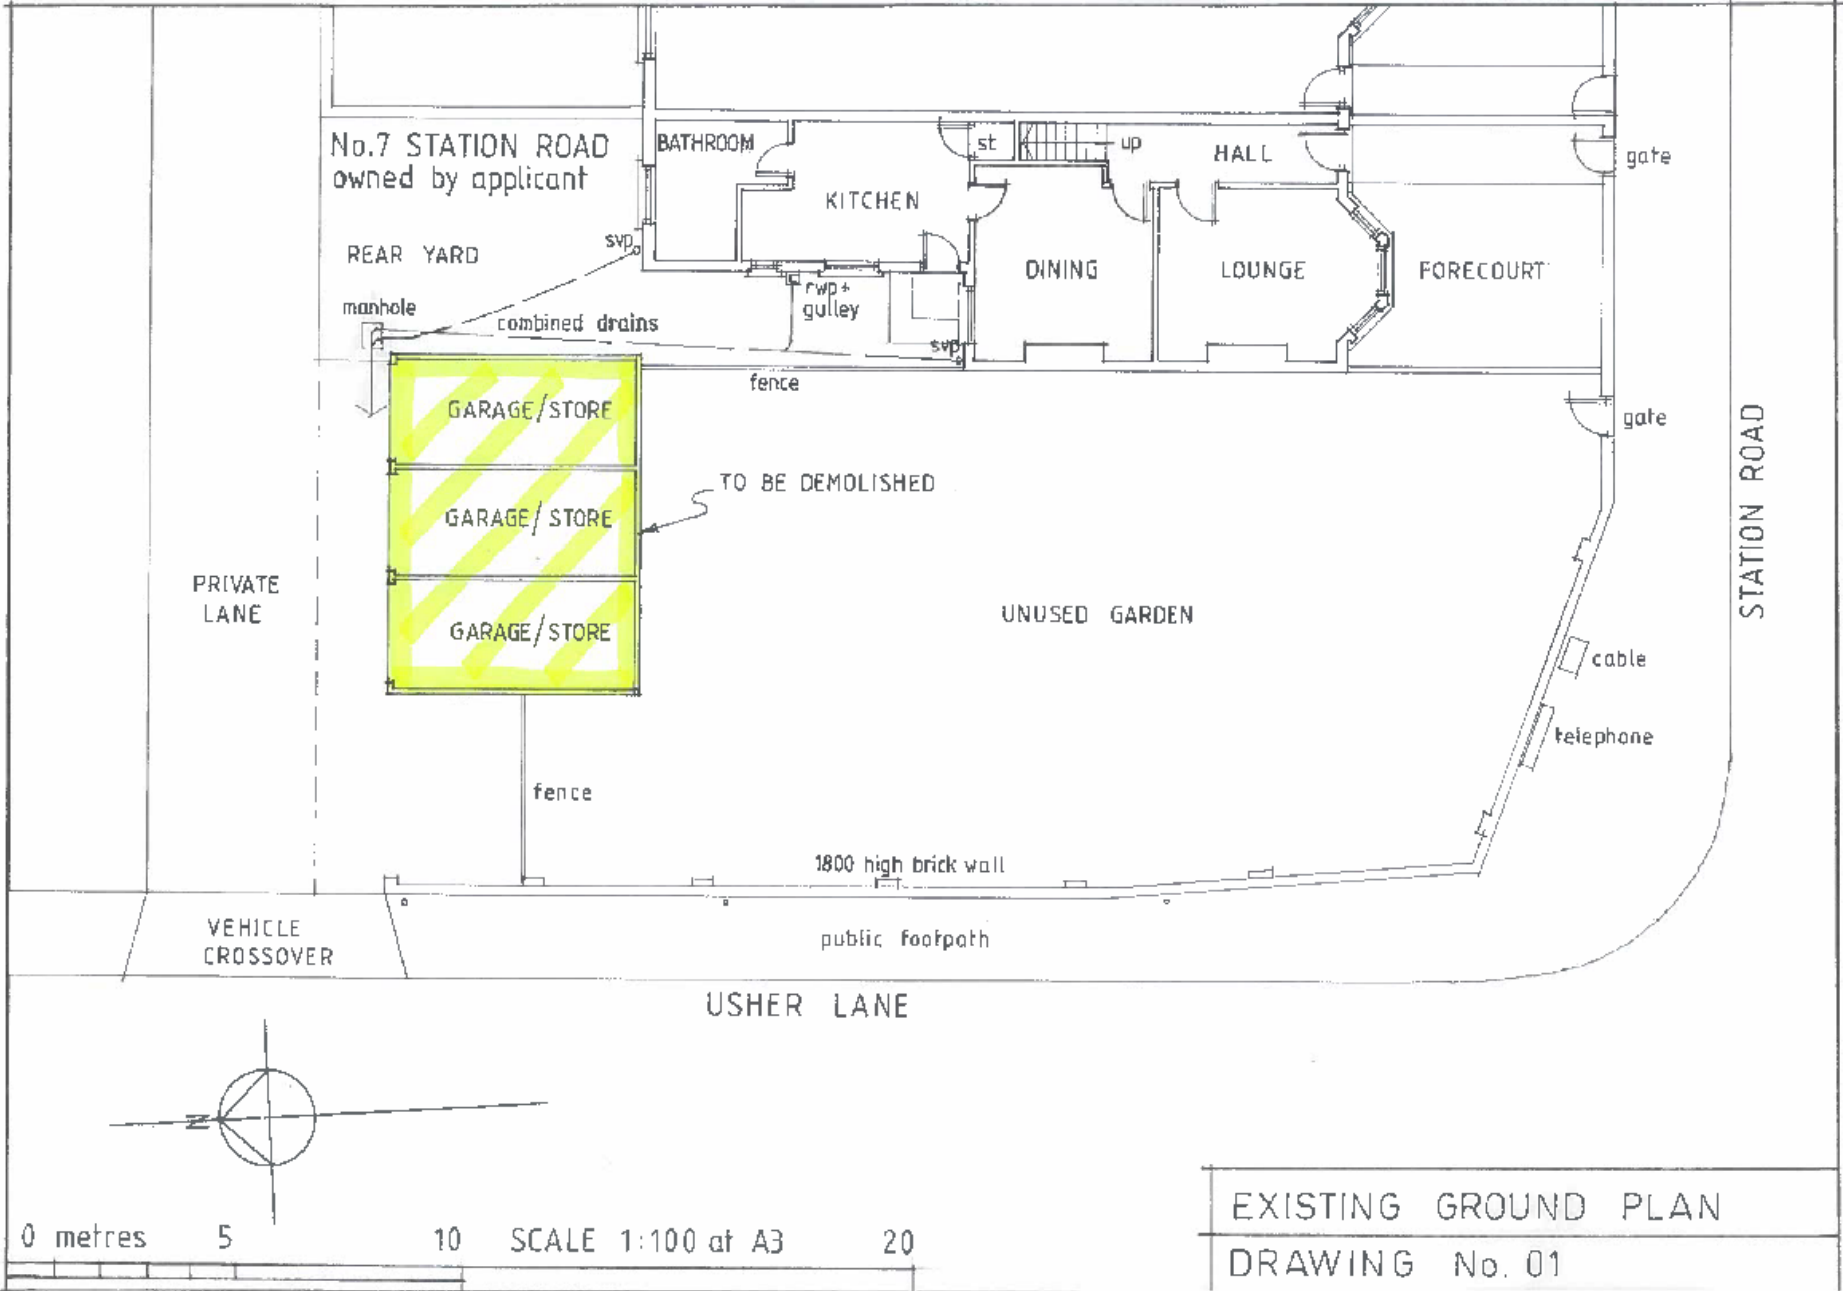 No.7 STATION ROAD
owned by applicant
BATHROOM
st
up
HALL
gate
KITCHEN
REAR YARD
svp
DINING
LOUNGE
FORECOURT
manhole
rwp+
gulley
combined drains
svp
fence
GARAGE/STORE
gate
TO BE DEMOLISHED
GARAGE/STORE
STATION ROAD
PRIVATE
LANE
UNUSED GARDEN
GARAGE/STORE
cable
telephone
fence
1800 high brick wall
VEHICLE
CROSSOVER
public footpath
USHER LANE
N
EXISTING GROUND PLAN
0 metres 5 10 SCALE 1:100 at A3 20
DRAWING No. 01